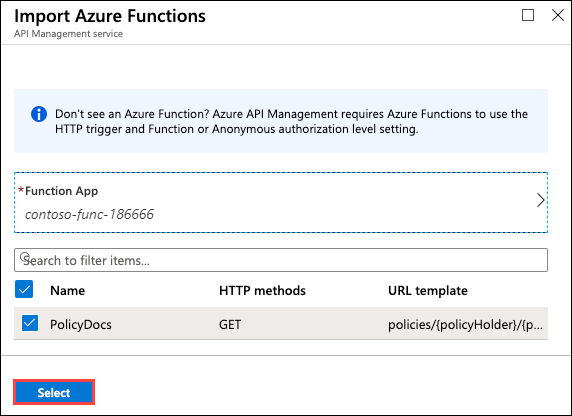 Import Azure Functions
API Management service
Don't see an Azure Function? Azure API Management requires Azure Functions to use the
HTTP trigger and Function or Anonymous authorization level setting.
*Function App
contoso-func-186666
Search to filter items...
Name HTTP methods URL template
PolicyDocs GET policies/{policyHolder}/{p...
Select